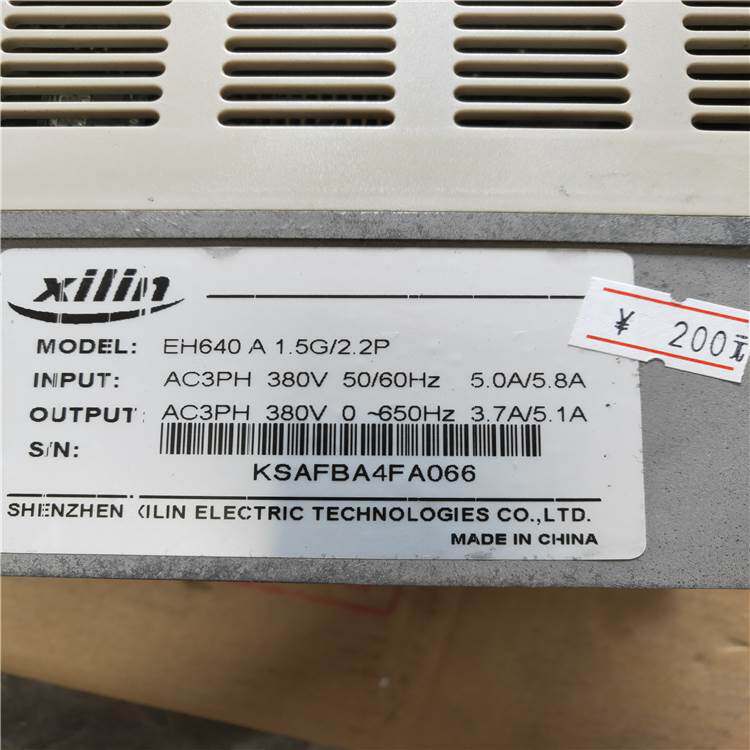 xilin
MODEL: EH640 A 1.5G/2.2P
INPUT: AC3PH 380V 50/60Hz 5.0A/5.8A
OUTPUT: AC3PH 380V 0 ~650Hz 3.7A/5.1A
S/N:
KSAFBA4FA066
SHENZHEN XILIN ELECTRIC TECHNOLOGIES CO.,LTD.
MADE IN CHINA
¥ 200元